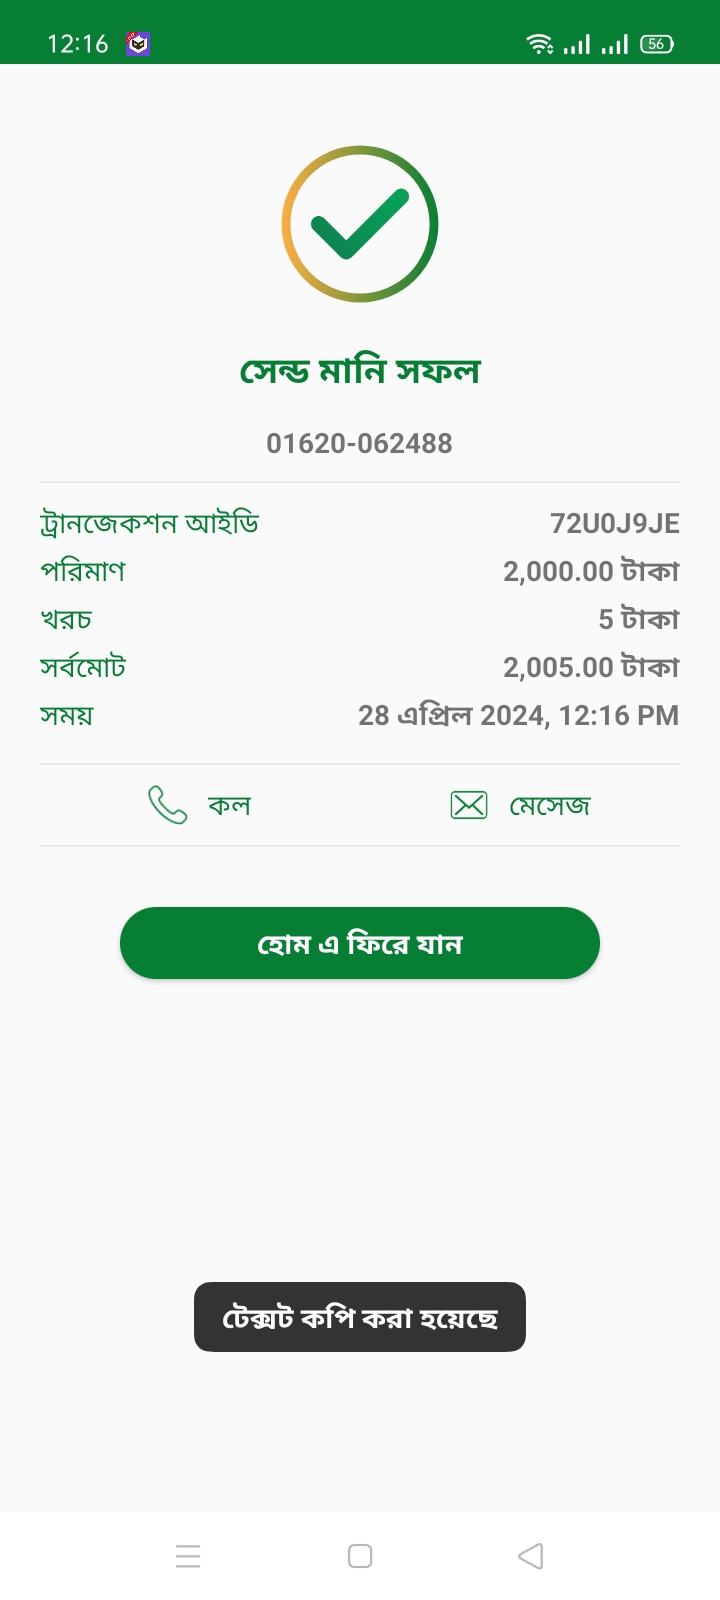 12:16
56
সেন্ড মানি সফল
01620-062488
ট্রানজেকশন আইডি 72U0J9JE
পরিমাণ 2,000.00 টাকা
খরচ 5 টাকা
সর্বমোট 2,005.00 টাকা
সময় 28 এপ্রিল 2024, 12:16 PM
কল মেসেজ
হোম এ ফিরে যান
টেক্সট কপি করা হয়েছে